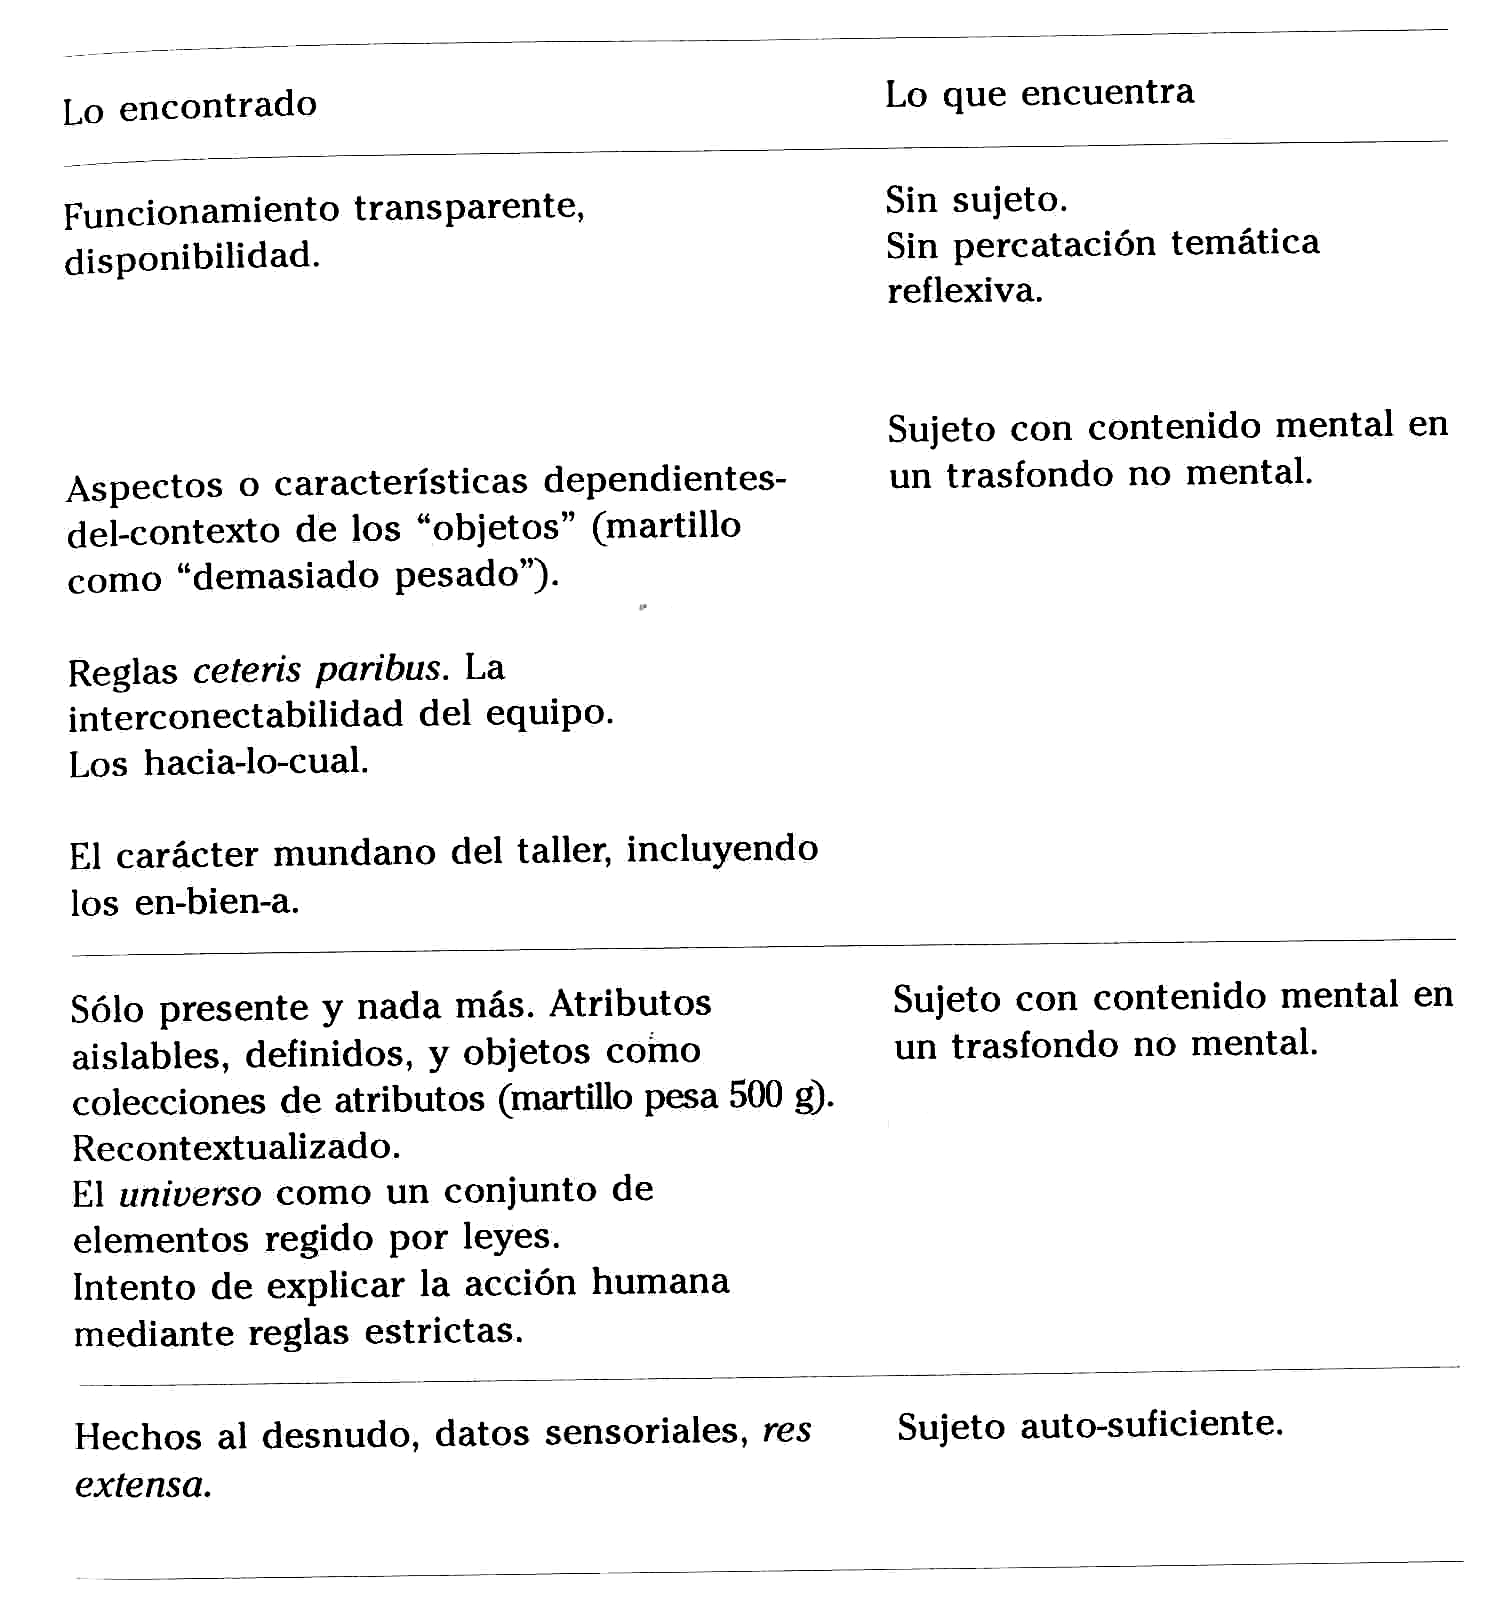 Lo encontrado
Lo que encuentra
Funcionamiento transparente,
disponibilidad.
Sin sujeto.
Sin percatación temática
reflexiva.
Aspectos o características dependientes-
del-contexto de los “objetos” (martillo
como “demasiado pesado”).
Sujeto con contenido mental en
un trasfondo no mental.
Reglas ceteris paribus. La
interconectabilidad del equipo.
Los hacia-lo-cual.
El carácter mundano del taller, incluyendo
los en-bien-a.
Sólo presente y nada más. Atributos
aislables, definidos, y objetos como
colecciones de atributos (martillo pesa 500 g).
Recontextualizado.
El universo como un conjunto de
elementos regido por leyes.
Intento de explicar la acción humana
mediante reglas estrictas.
Sujeto con contenido mental en
un trasfondo no mental.
Hechos al desnudo, datos sensoriales, res
extensa.
Sujeto auto-suficiente.